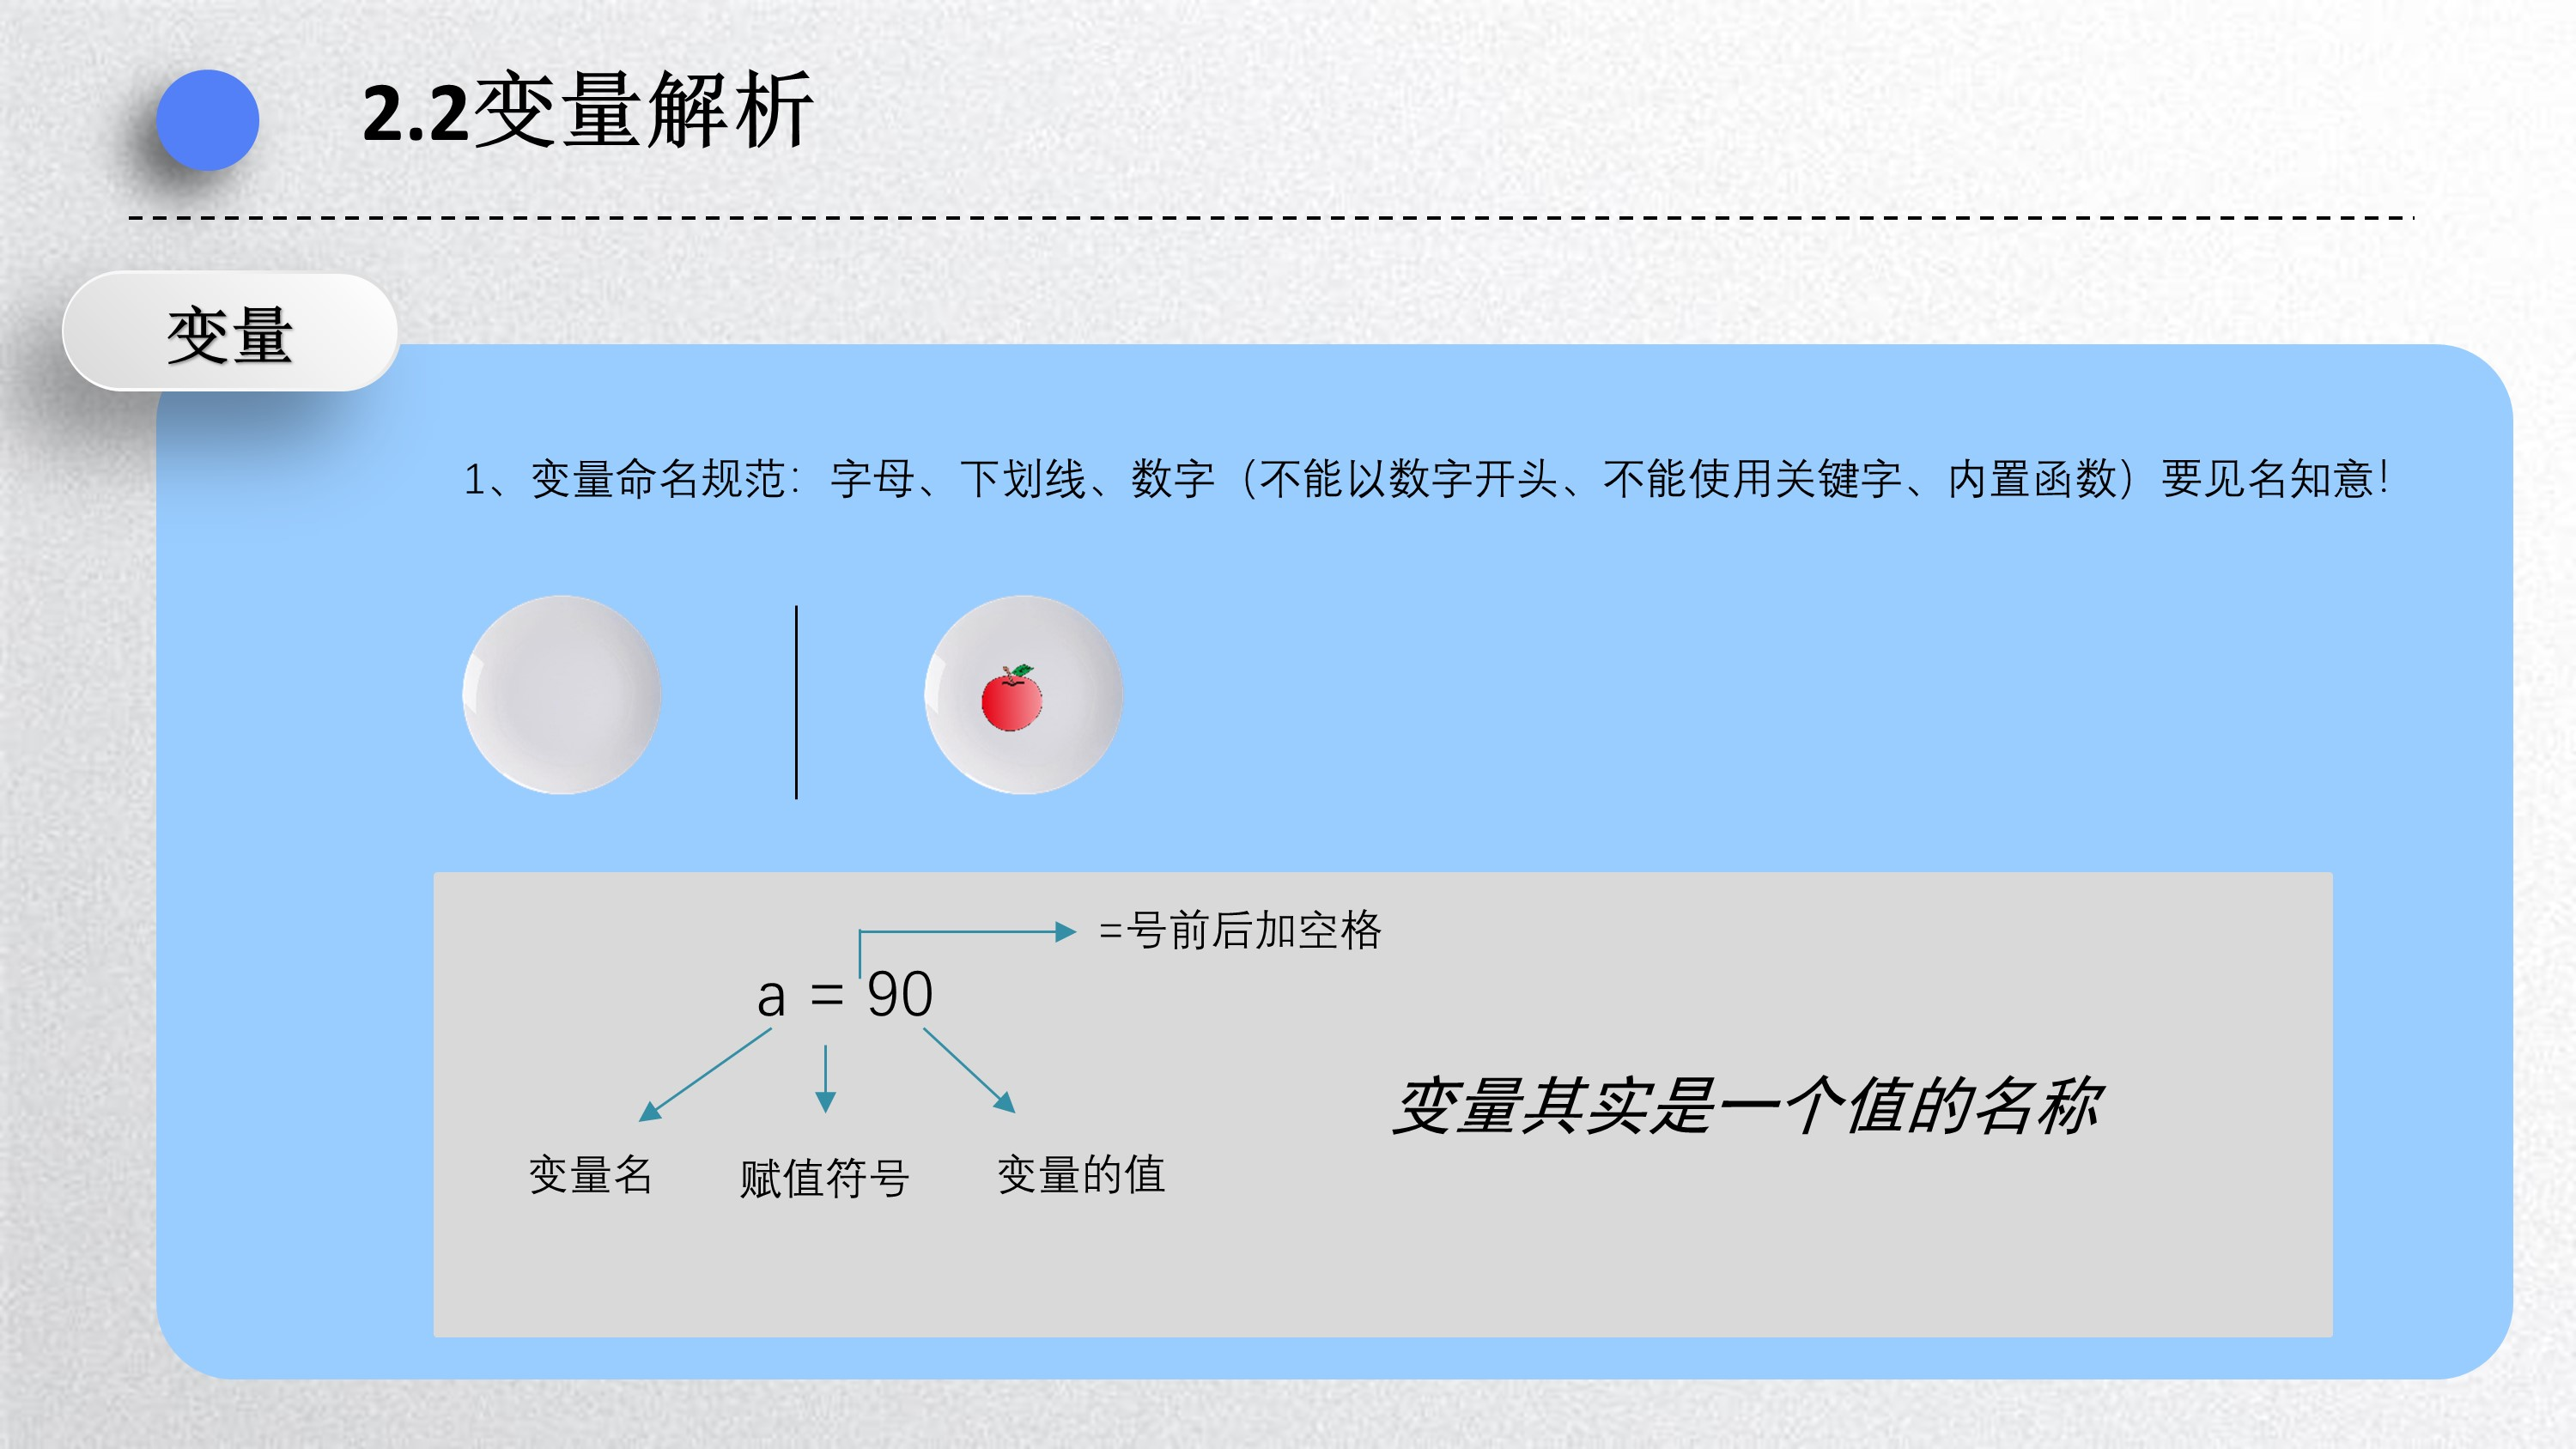 2.2变量解析
变量
1、变量命名规范：字母、下划线、数字（不能以数字开头、不能使用关键字、内置函数）要见名知意！
=号前后加空格
a = 90
变量其实是一个值的名称
变量名 赋值符号 变量的值